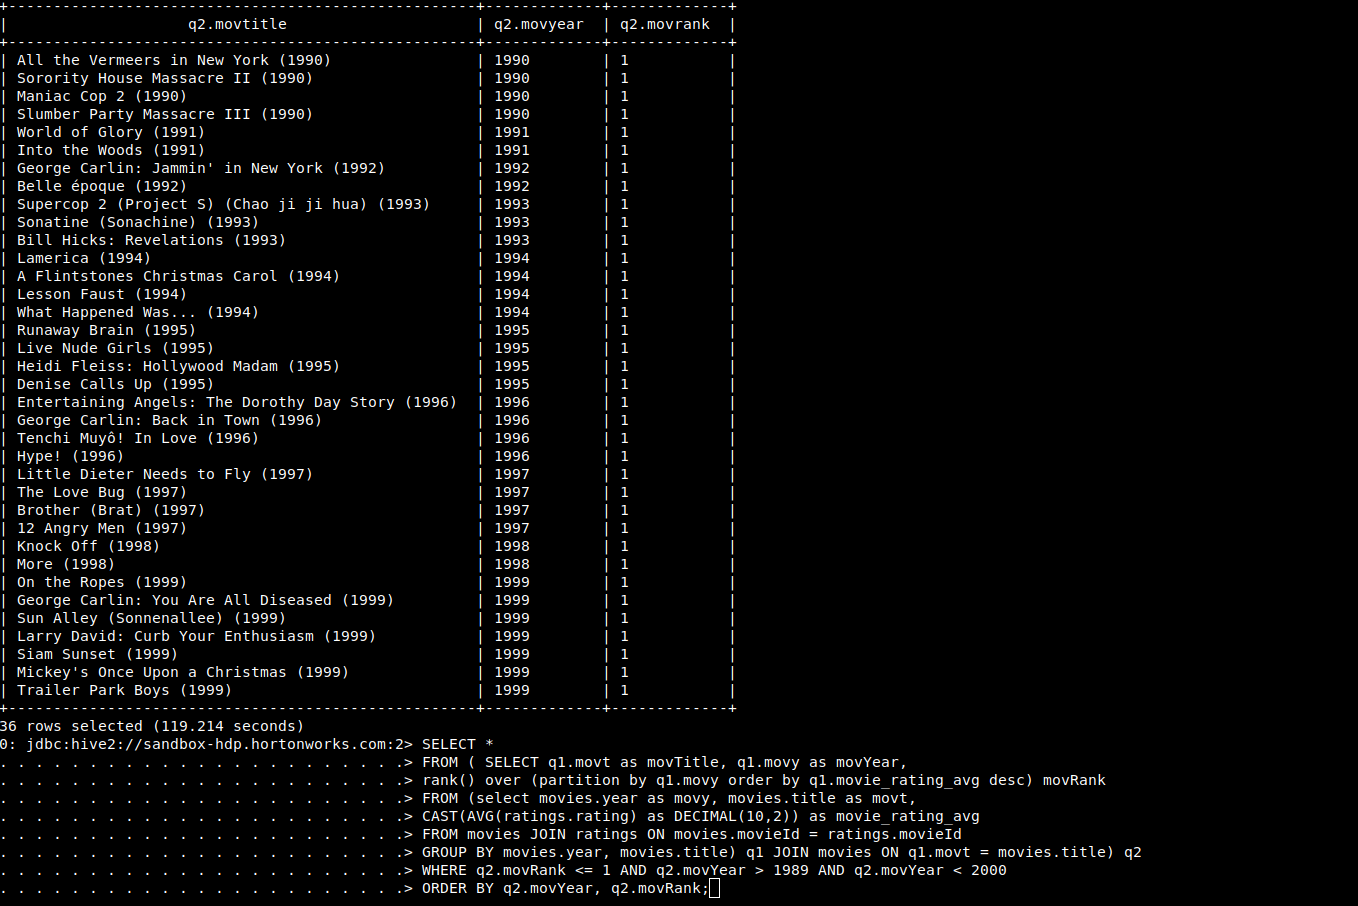 +----------------------------------------------------+-------------+-------------+
|                    q2.movtitle                     | q2.movyear  | q2.movrank  |
+----------------------------------------------------+-------------+-------------+
| All the Vermeers in New York (1990)                | 1990        | 1           |
| Sorority House Massacre II (1990)                  | 1990        | 1           |
| Maniac Cop 2 (1990)                                | 1990        | 1           |
| Slumber Party Massacre III (1990)                  | 1990        | 1           |
| World of Glory (1991)                              | 1991        | 1           |
| Into the Woods (1991)                              | 1991        | 1           |
| George Carlin: Jammin' in New York (1992)          | 1992        | 1           |
| Belle époque (1992)                                | 1992        | 1           |
| Supercop 2 (Project S) (Chao ji ji hua) (1993)     | 1993        | 1           |
| Sonatine (Sonachine) (1993)                        | 1993        | 1           |
| Bill Hicks: Revelations (1993)                     | 1993        | 1           |
| Lamerica (1994)                                    | 1994        | 1           |
| A Flintstones Christmas Carol (1994)               | 1994        | 1           |
| Lesson Faust (1994)                                | 1994        | 1           |
| What Happened Was... (1994)                        | 1994        | 1           |
| Runaway Brain (1995)                               | 1995        | 1           |
| Live Nude Girls (1995)                             | 1995        | 1           |
| Heidi Fleiss: Hollywood Madam (1995)               | 1995        | 1           |
| Denise Calls Up (1995)                             | 1995        | 1           |
| Entertaining Angels: The Dorothy Day Story (1996)  | 1996        | 1           |
| George Carlin: Back in Town (1996)                 | 1996        | 1           |
| Tenchi Muyô! In Love (1996)                        | 1996        | 1           |
| Hype! (1996)                                       | 1996        | 1           |
| Little Dieter Needs to Fly (1997)                  | 1997        | 1           |
| The Love Bug (1997)                                | 1997        | 1           |
| Brother (Brat) (1997)                              | 1997        | 1           |
| 12 Angry Men (1997)                                | 1997        | 1           |
| Knock Off (1998)                                   | 1998        | 1           |
| More (1998)                                        | 1998        | 1           |
| On the Ropes (1999)                                | 1999        | 1           |
| George Carlin: You Are All Diseased (1999)         | 1999        | 1           |
| Sun Alley (Sonnenallee) (1999)                     | 1999        | 1           |
| Larry David: Curb Your Enthusiasm (1999)           | 1999        | 1           |
| Siam Sunset (1999)                                 | 1999        | 1           |
| Mickey's Once Upon a Christmas (1999)              | 1999        | 1           |
| Trailer Park Boys (1999)                           | 1999        | 1           |
+----------------------------------------------------+-------------+-------------+
36 rows selected (119.214 seconds)
0: jdbc:hive2://sandbox-hdp.hortonworks.com:2> SELECT *
. . . . . . . . . . . . . . . . . . . . . . .> FROM ( SELECT q1.movt as movTitle, q1.movy as movYear,
. . . . . . . . . . . . . . . . . . . . . . .> rank() over (partition by q1.movy order by q1.movie_rating_avg desc) movRank
. . . . . . . . . . . . . . . . . . . . . . .> FROM (select movies.year as movy, movies.title as movt,
. . . . . . . . . . . . . . . . . . . . . . .> CAST(AVG(ratings.rating) as DECIMAL(10,2)) as movie_rating_avg
. . . . . . . . . . . . . . . . . . . . . . .> FROM movies JOIN ratings ON movies.movieId = ratings.movieId
. . . . . . . . . . . . . . . . . . . . . . .> GROUP BY movies.year, movies.title) q1 JOIN movies ON q1.movt = movies.title) q2
. . . . . . . . . . . . . . . . . . . . . . .> WHERE q2.movRank <= 1 AND q2.movYear > 1989 AND q2.movYear < 2000
. . . . . . . . . . . . . . . . . . . . . . .> ORDER BY q2.movYear, q2.movRank;